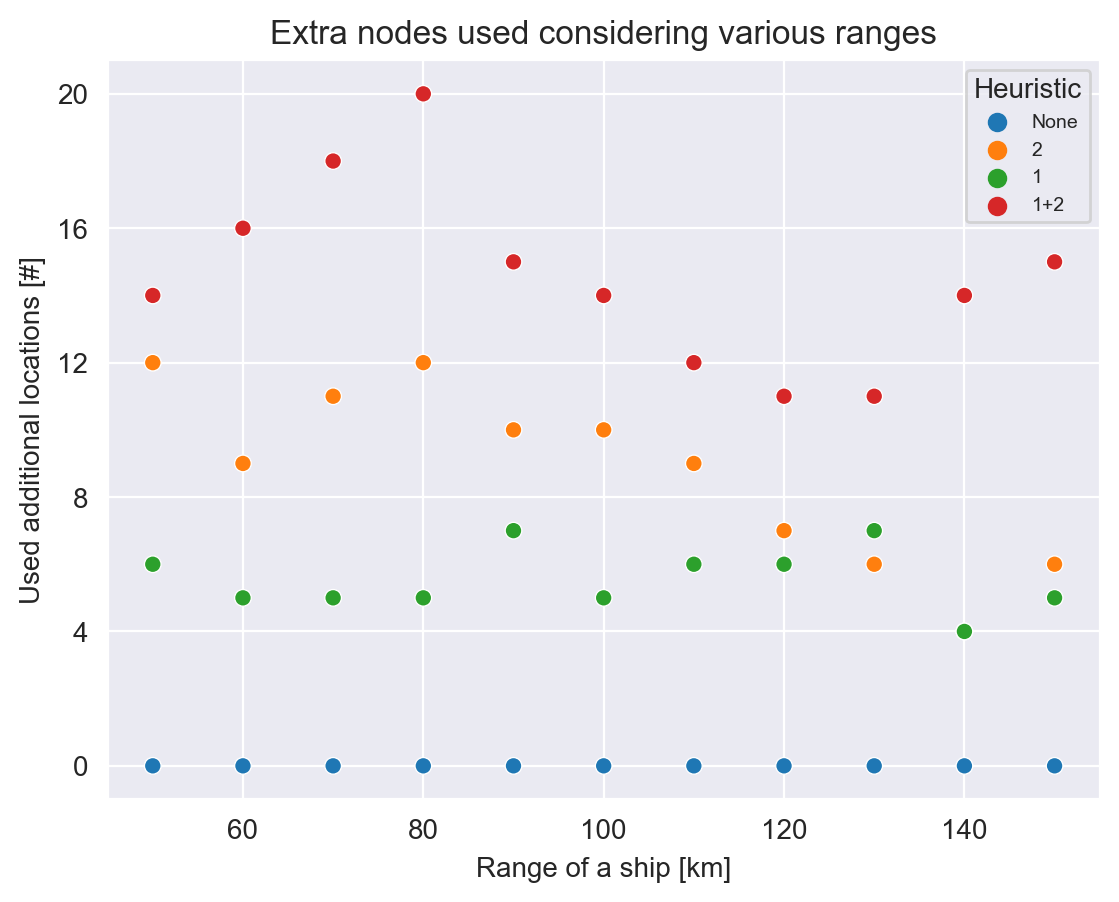 Extra nodes used considering various ranges
Heuristic
None
2
1
1+2
20
16
12
8
4
0
Used additional locations [#]
60 80 100 120 140
Range of a ship [km]